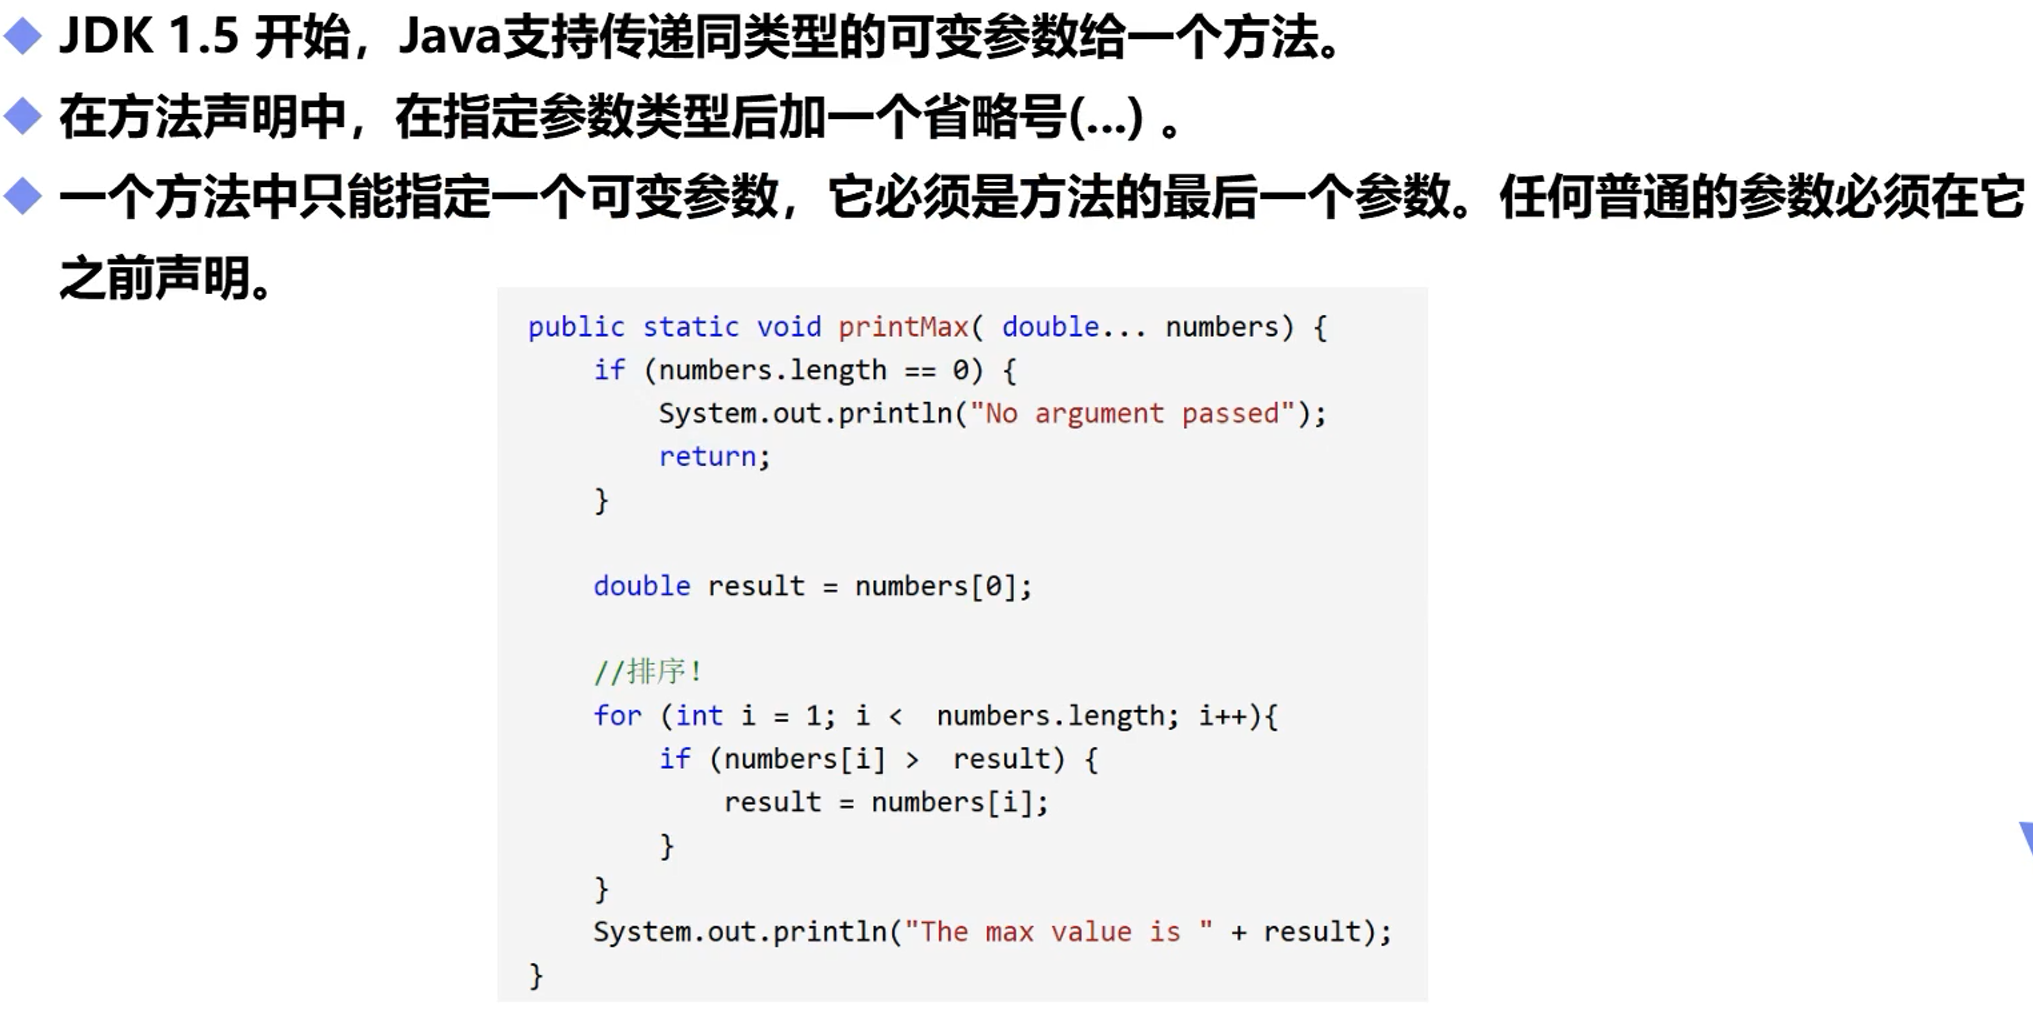 JDK 1.5 开始，Java支持传递同类型的可变参数给一个方法。
在方法声明中，在指定参数类型后加一个省略号(...) 。
一个方法中只能指定一个可变参数，它必须是方法的最后一个参数。任何普通的参数必须在它
之前声明。
public static void printMax( double... numbers) {
    if (numbers.length == 0) {
        System.out.println("No argument passed");
        return;
    }
    double result = numbers[0];
    //排序！
    for (int i = 1; i <  numbers.length; i++){
        if (numbers[i] >  result) {
            result = numbers[i];
        }
    }
    System.out.println("The max value is " + result);
}